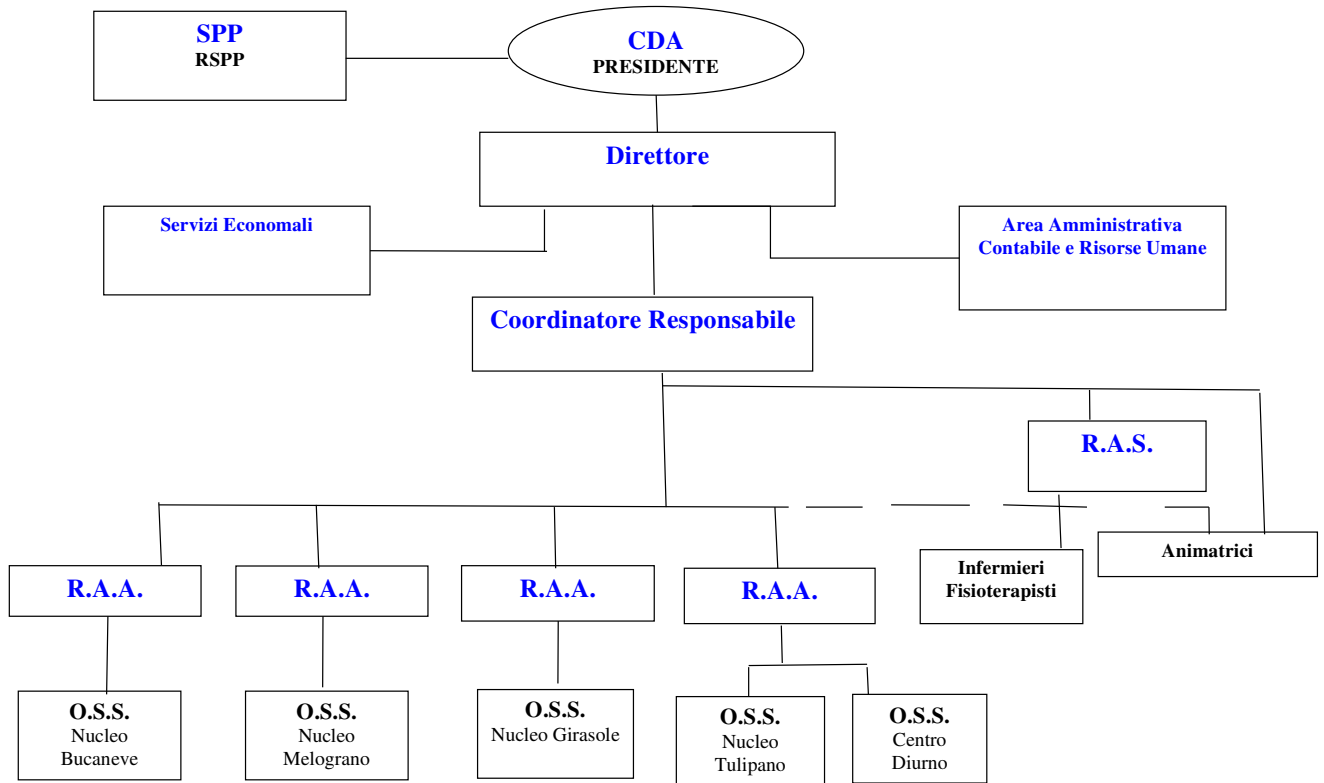 SPP
RSPP
CDA
PRESIDENTE
Direttore
Servizi Economali
Area Amministrativa
Contabile e Risorse Umane
Coordinatore Responsabile
R.A.S.
Animatrici
Infermieri
Fisioterapisti
R.A.A.
R.A.A.
R.A.A.
R.A.A.
O.S.S.
Nucleo
Bucaneve
O.S.S.
Nucleo
Melograno
O.S.S.
Nucleo Girasole
O.S.S.
Nucleo
Tulipano
O.S.S.
Centro
Diurno